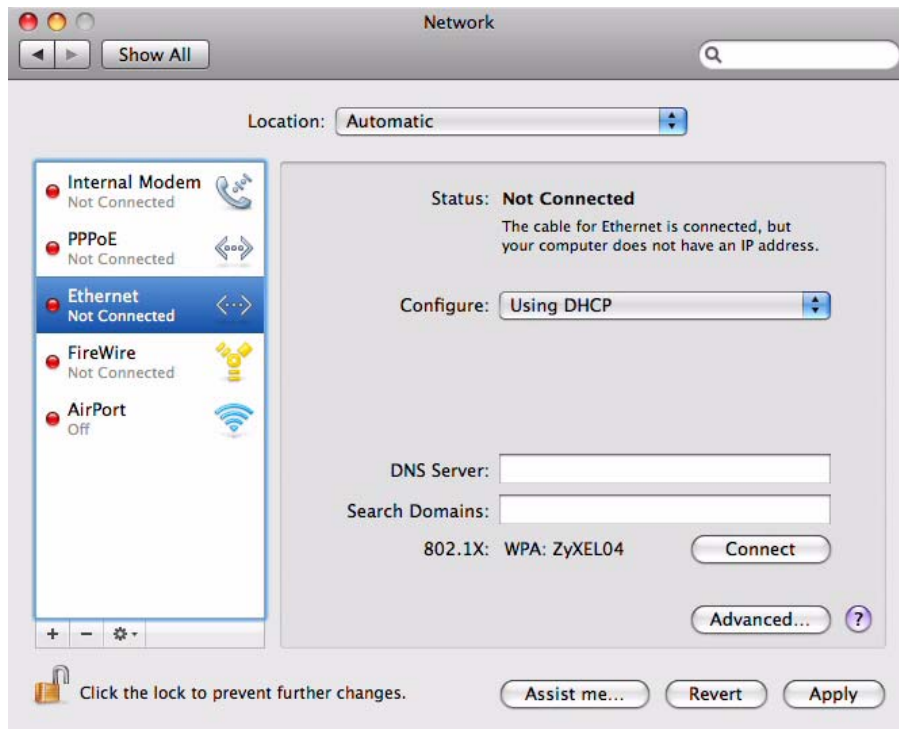 Network
Show All
Location: Automatic
Internal Modem
Not Connected
PPPoE
Not Connected
Ethernet
Not Connected
FireWire
Not Connected
AirPort
Off
Status: Not Connected
The cable for Ethernet is connected, but
your computer does not have an IP address.
Configure: Using DHCP
DNS Server:
Search Domains:
802.1X: WPA: ZyXEL04 Connect
Advanced... ?
Click the lock to prevent further changes.
Assist me... Revert Apply